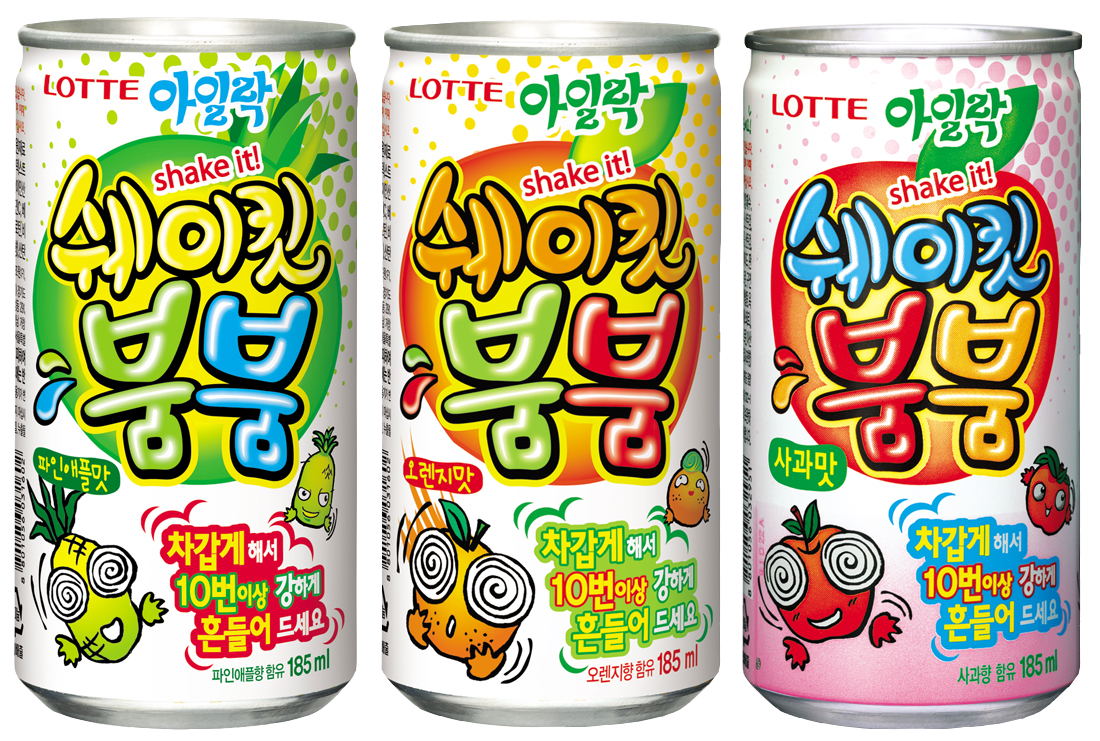 LOTTE 아일락
shake it!
쉐이킷
붐붐
파인애플맛
차갑게 해서
10번이상 강하게
흔들어 드세요
파인애플향 함유 185 ml
LOTTE 아일락
shake it!
쉐이킷
붐붐
오렌지맛
차갑게 해서
10번이상 강하게
흔들어 드세요
오렌지향 함유 185 ml
LOTTE 아일락
shake it!
쉐이킷
붐붐
사과맛
차갑게 해서
10번이상 강하게
흔들어 드세요
사과향 함유 185 ml